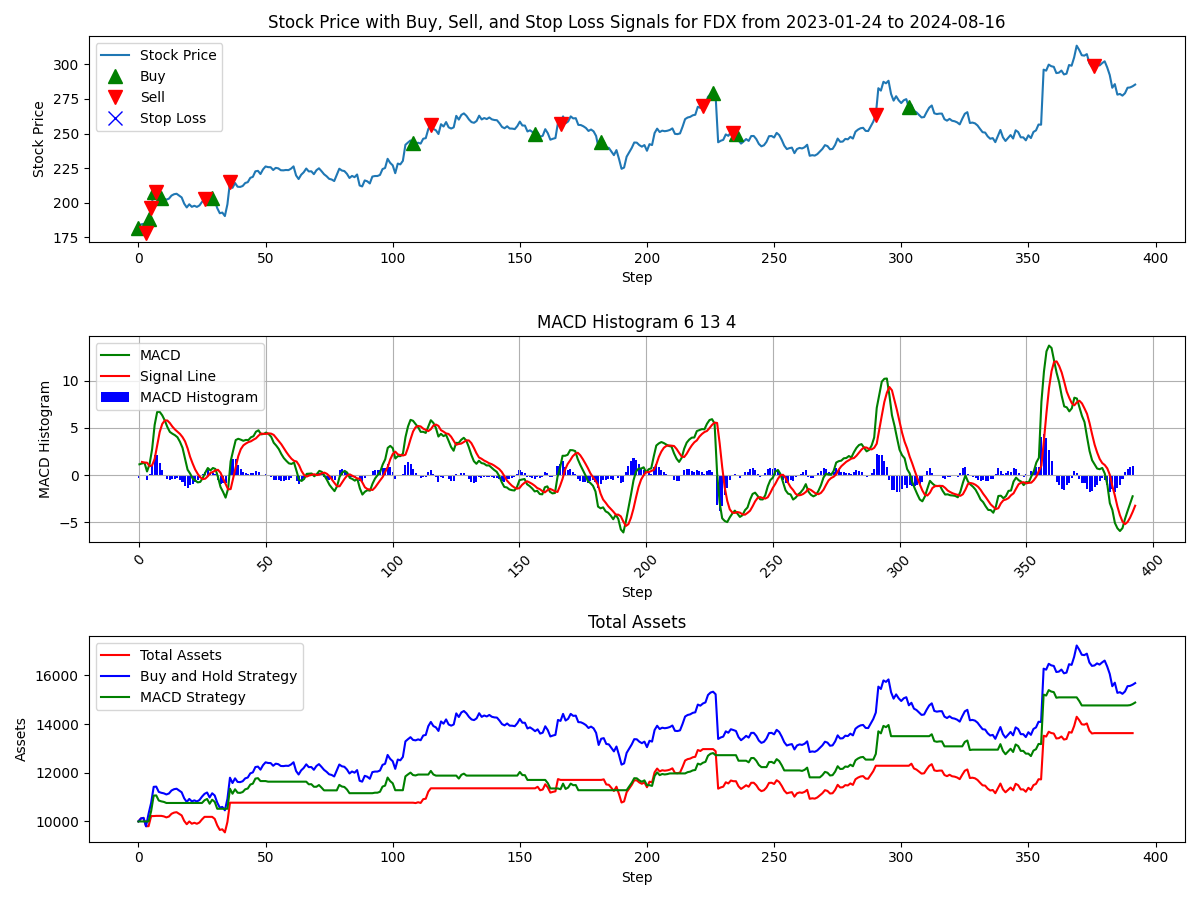 Stock Price with Buy, Sell, and Stop Loss Signals for FDX from 2023-01-24 to 2024-08-16
Stock Price
Buy
Sell
Stop Loss
Stock Price
300
275
250
225
200
175
0 50 100 150 200 250 300 350 400
Step
MACD Histogram 6 13 4
MACD
Signal Line
MACD Histogram
MACD Histogram
10
5
0
−5
0 50 100 150 200 250 300 350 400
Step
Total Assets
Total Assets
Buy and Hold Strategy
MACD Strategy
Assets
16000
14000
12000
10000
0 50 100 150 200 250 300 350 400
Step